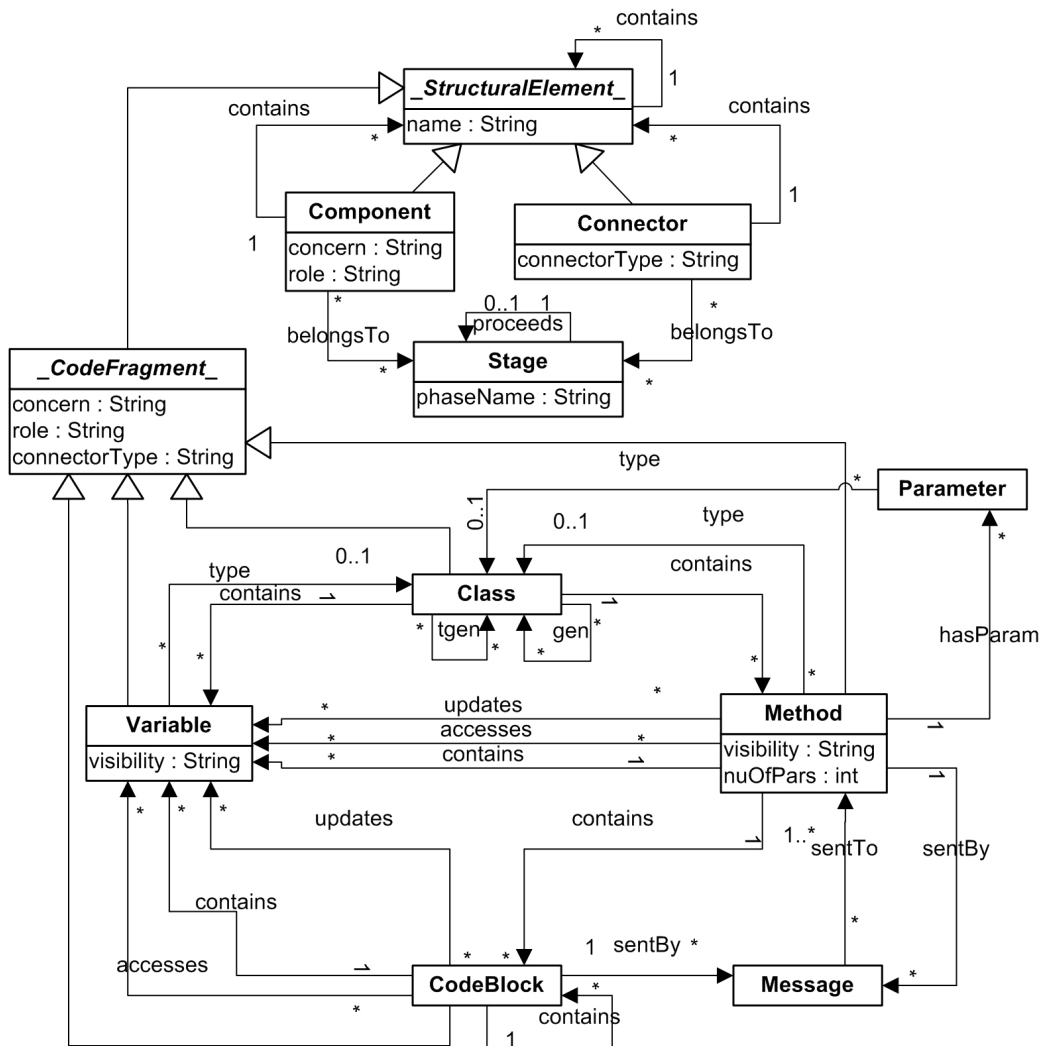 contains
*
_StructuralElement_
1
contains
contains
name : String
*
*
Component
1
Connector
1
concern : String
connectorType : String
role : String
*
0..1 1
*
proceeds
belongsTo
belongsTo
_CodeFragment_
Stage
*
*
phaseName : String
concern : String
role : String
connectorType : String
type
*
Parameter
0..1
0..1
type
*
0..1
contains
type
Class
contains
1
1
*
tgen
gen
*
*
*
hasParam
*
*
*
*
*
*
updates
Method
Variable
accesses
1
*
*
visibility : String
visibility : String
contains
*
1
nuOfPars : int
1
*
*
*
updates
contains
1
1..*
sentTo
sentBy
contains
*
*
*
1
sentBy *
accesses
1
CodeBlock
Message
*
*
*
contains
1